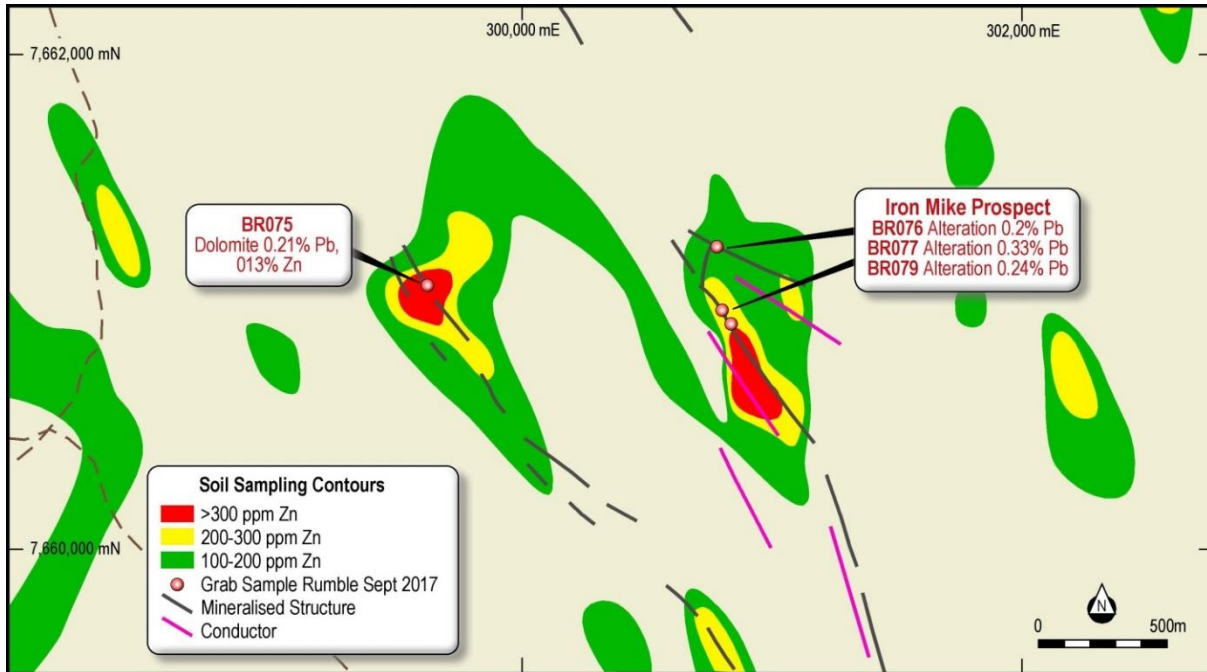 300,000 mE
302,000 mE
7,662,000 mN
BR075
Dolomite 0.21% Pb,
013% Zn
Iron Mike Prospect
BR076 Alteration 0.2% Pb
BR077 Alteration 0.33% Pb
BR079 Alteration 0.24% Pb
7,660,000 mN
Soil Sampling Contours
>300 ppm Zn
200-300 ppm Zn
100-200 ppm Zn
Grab Sample Rumble Sept 2017
Mineralised Structure
Conductor
N
0 500m